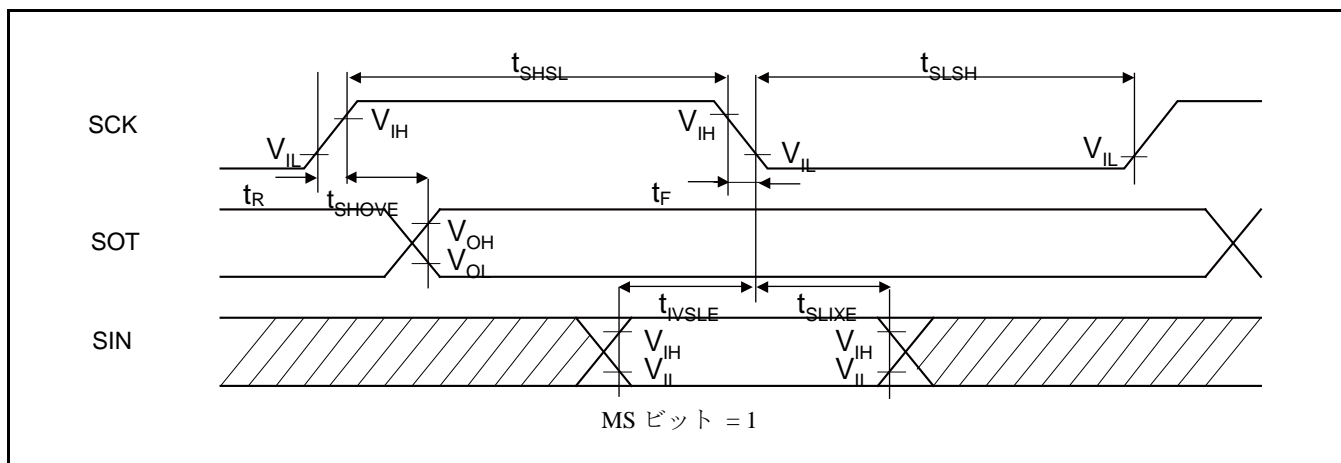 tSHSL tSLSH
SCK
VIH VIH
VIL VIL VIL
tR tSHOVE tF
SOT
VOH
VOL
tIVSLE tSLIXE
SIN
VIH VIH
VIL VIL
MS ビット = 1